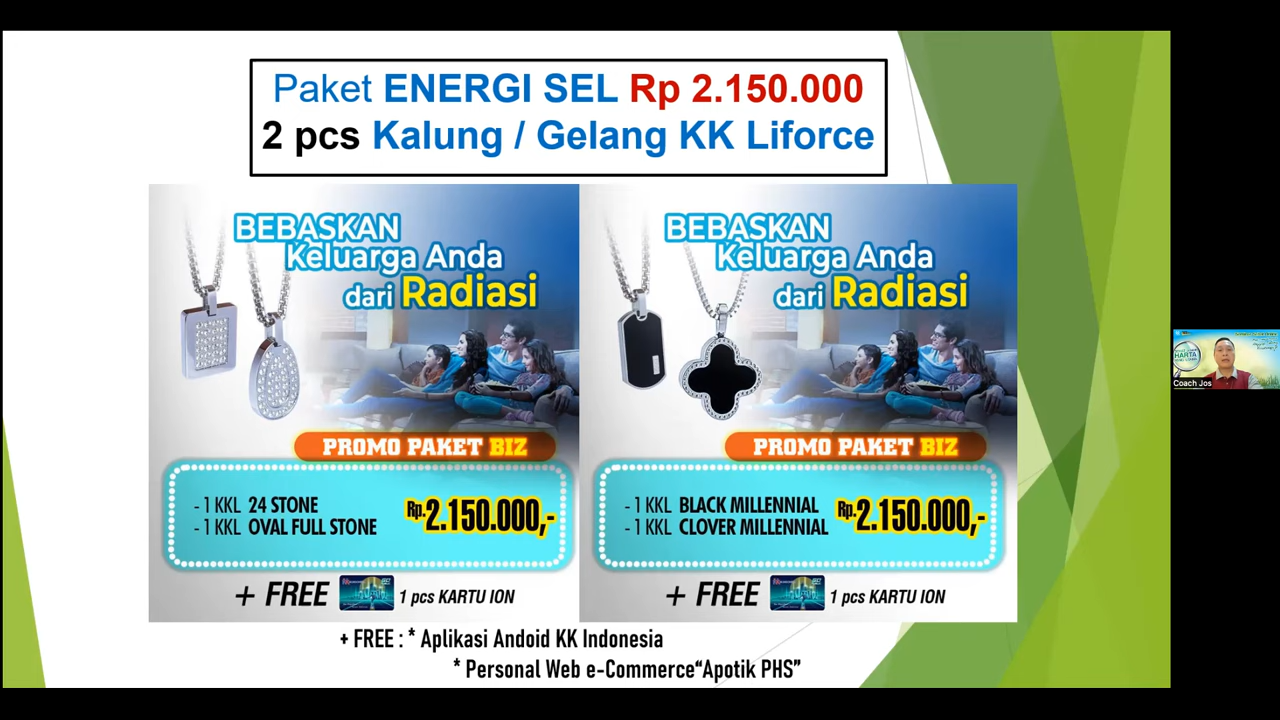 Paket ENERGI SEL Rp 2.150.000
2 pcs Kalung / Gelang KK Liforce
BEBASKAN
Keluarga Anda
dari Radiasi
PROMO PAKET BIZ
- 1 KKL 24 STONE
- 1 KKL OVAL FULL STONE
Rp.2.150.000,-
+ FREE 1 pcs KARTU ION
BEBASKAN
Keluarga Anda
dari Radiasi
PROMO PAKET BIZ
- 1 KKL BLACK MILLENNIAL
- 1 KKL CLOVER MILLENNIAL
Rp.2.150.000,-
+ FREE 1 pcs KARTU ION
+ FREE : * Aplikasi Andoid KK Indonesia
* Personal Web e-Commerce“Apotik PHS”
HARTA
Coach Jos